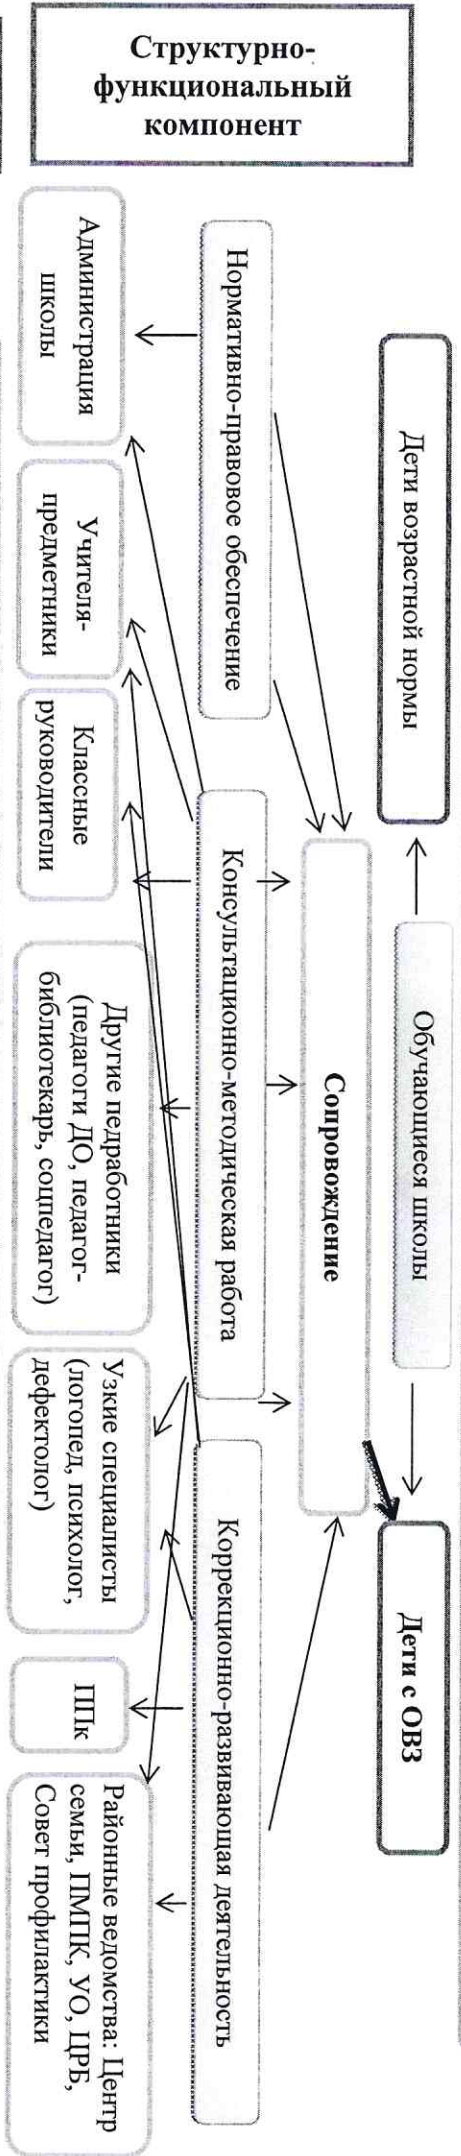 Структурно-
функциональный
компонент
Дети возрастной нормы
Обучающиеся школы
Дети с ОВЗ
Сопровождение
Нормативно-правовое обеспечение
Консультационно-методическая работа
Коррекционно-развивающая деятельность
Администрация
школы
Учителя-
предметники
Классные
руководители
Другие педработники
(педагоги ДО, педагог-
библиотекарь, соцпедагог)
Узкие специалисты
(логопед, психолог,
дефектолог)
ППк
Районные ведомства: Центр
семьи, ПМПК, УО, ЦРБ,
Совет профилактики